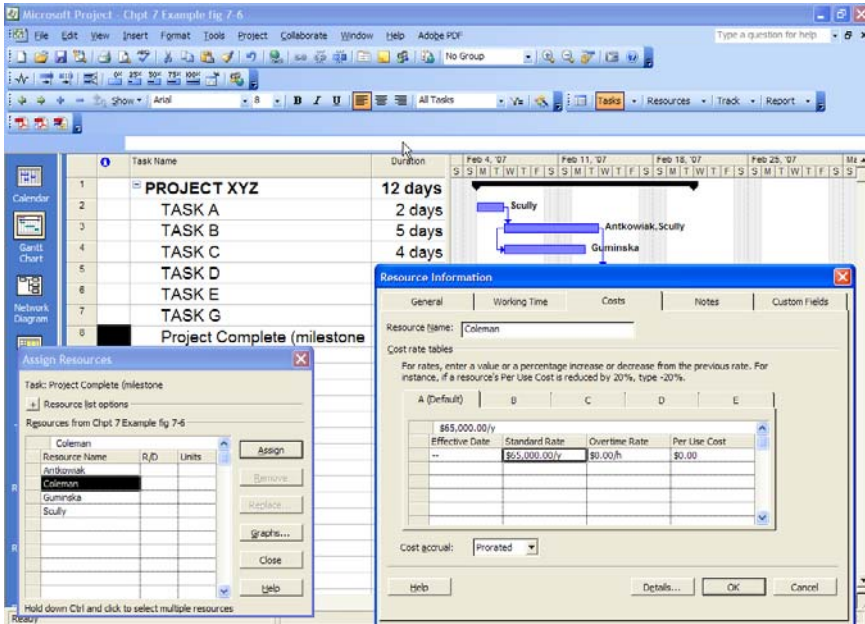 Microsoft Project - Chpt 7 Example fig 7-6
File Edit View Insert Format Tools Project Collaborate Window Help Adobe PDF
Type a question for help
No Group
0% 25% 50% 75% 100%
Show Arial 8 B I U All Tasks Tasks Resources Track Report
Task Name Duration
Feb 4, '07 Feb 11, '07 Feb 18, '07 Feb 25, '07
S S M T W T F S S M T W T F S S M T W T F S S M T W T F S S
Calendar
Gantt Chart
Network Diagram
1 PROJECT XYZ 12 days
2 TASK A 2 days Scully
3 TASK B 5 days Antkowiak,Scully
4 TASK C 4 days Guminska
5 TASK D
6 TASK E
7 TASK G
8 Project Complete (milestone
Assign Resources
Task: Project Complete (milestone
+ Resource list options
Resources from Chpt 7 Example fig 7-6
Coleman
Resource Name R/D Units
Antkowiak
Coleman
Guminska
Scully
Assign
Remove
Replace...
Graphs...
Close
Help
Hold down Ctrl and click to select multiple resources
Ready
Resource Information
General Working Time Costs Notes Custom Fields
Resource Name: Coleman
Cost rate tables
For rates, enter a value or a percentage increase or decrease from the previous rate. For
instance, if a resource's Per Use Cost is reduced by 20%, type -20%.
A (Default) B C D E
$65,000.00/y
Effective Date Standard Rate Overtime Rate Per Use Cost
-- $65,000.00/y $0.00/h $0.00
Cost accrual: Prorated
Help Details... OK Cancel